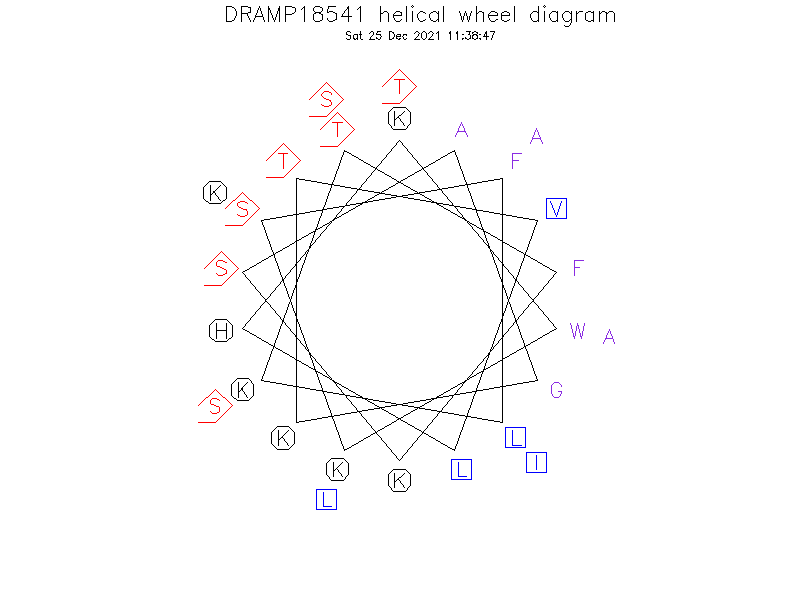 DRAMP18541 helical wheel diagram
Sat 25 Dec 2021 11:38:47
T
S
K
T
A
A
T
F
K
S
V
S
F
H
W
A
K
G
S
K
L
K
L
I
K
L